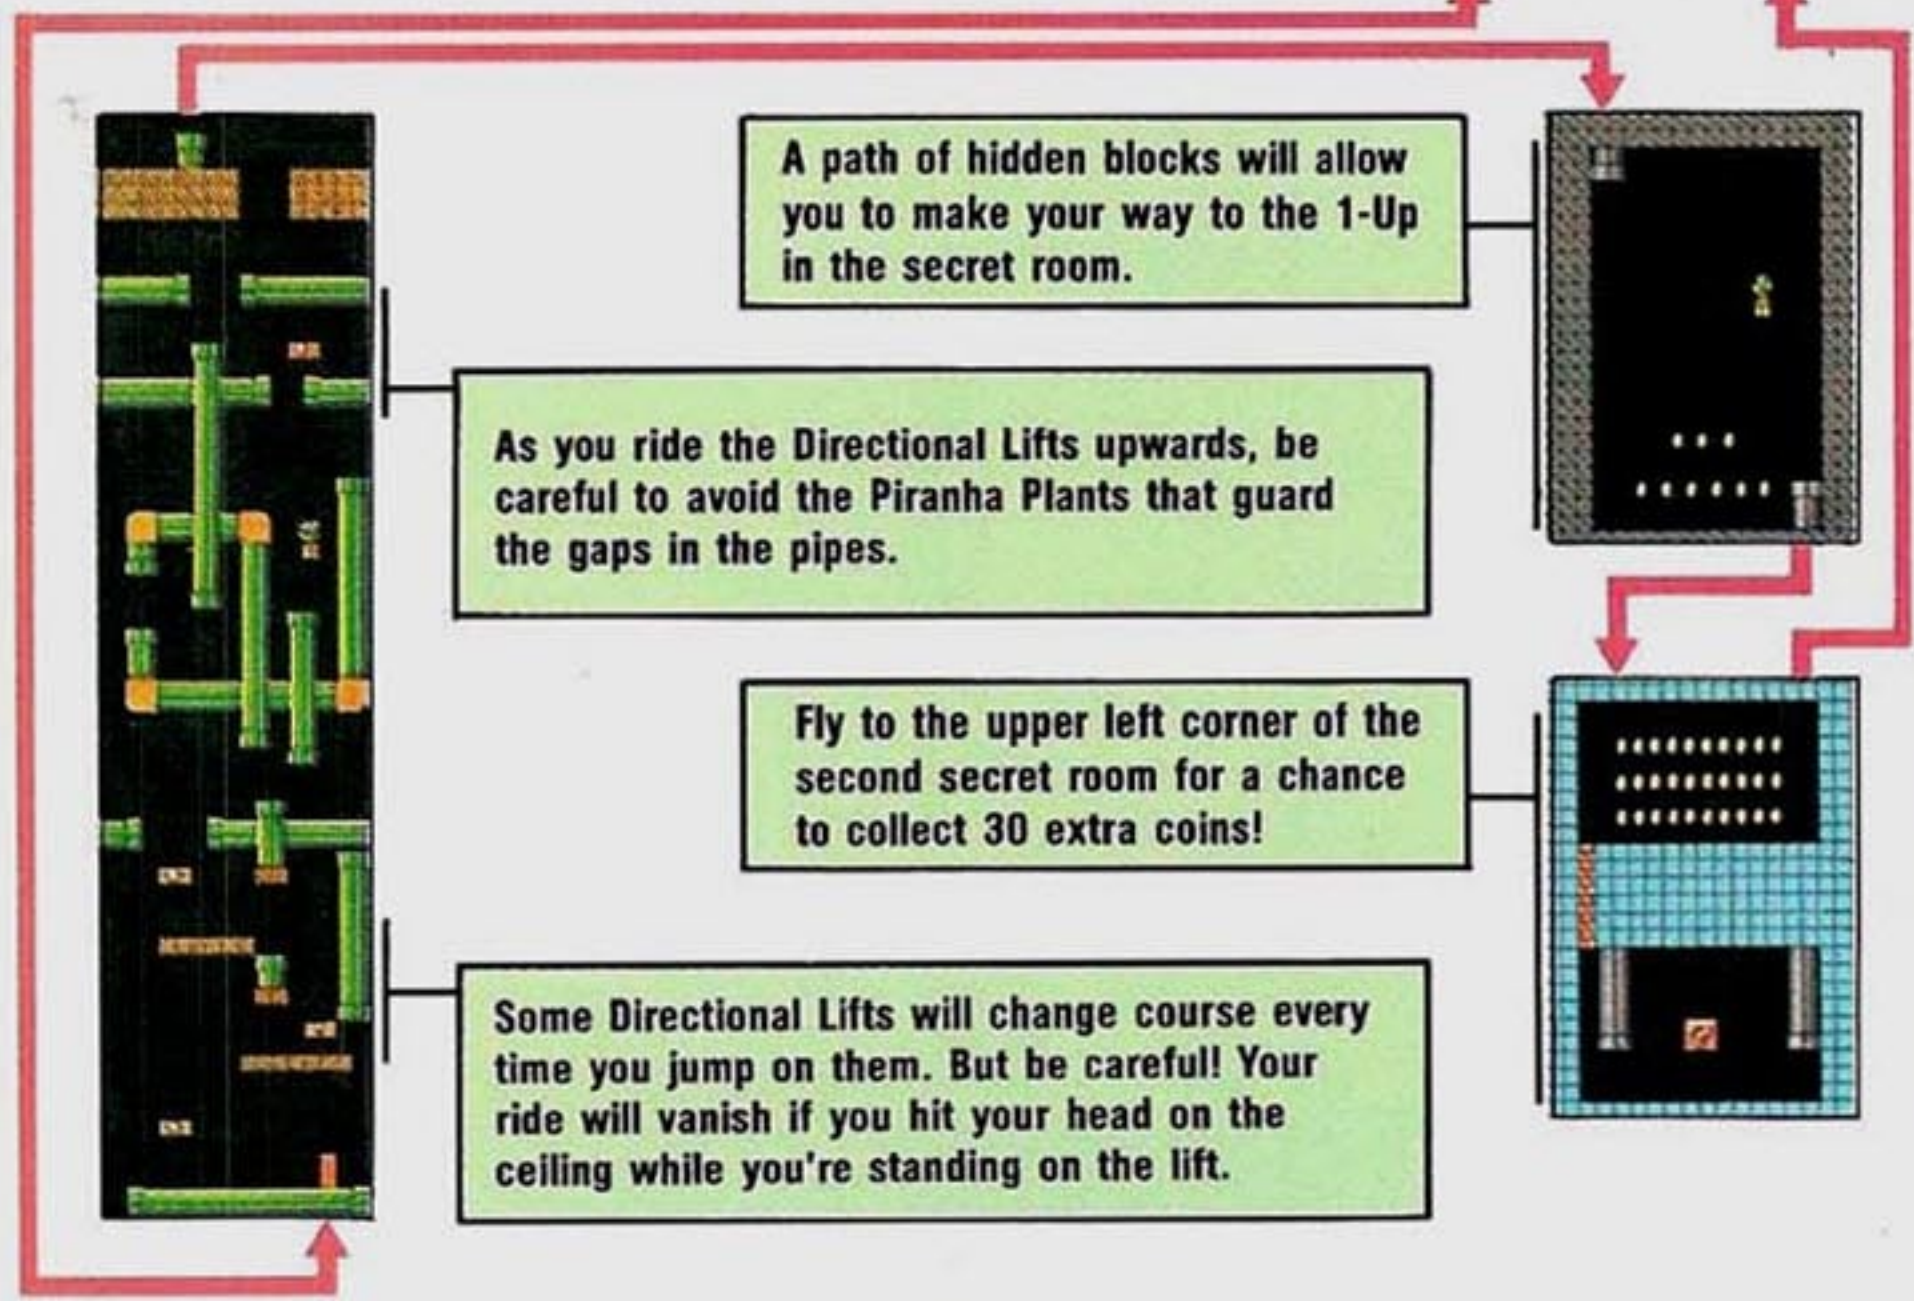 A path of hidden blocks will allow
you to make your way to the 1-Up
in the secret room.
As you ride the Directional Lifts upwards, be
careful to avoid the Piranha Plants that guard
the gaps in the pipes.
Fly to the upper left corner of the
second secret room for a chance
to collect 30 extra coins!
Some Directional Lifts will change course every
time you jump on them. But be careful! Your
ride will vanish if you hit your head on the
ceiling while you're standing on the lift.